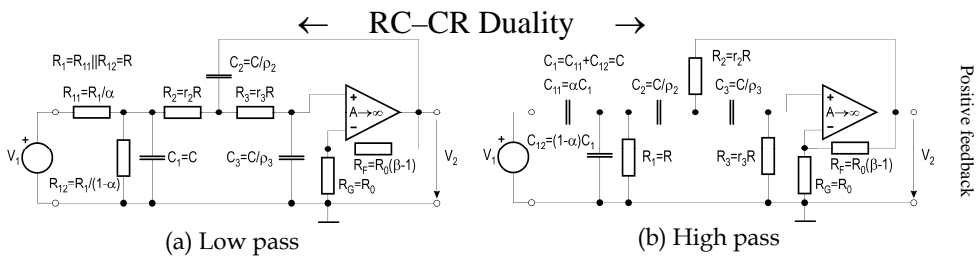 ← RC–CR Duality →
R1=R11||R12=R
R11=R1/α
C2=C/ρ2
R2=r2R
R3=r3R
+
A→∞
−
+
V1
R12=R1/(1-α)
C1=C
C3=C/ρ3
RF=R0(β-1)
RG=R0
V2
(a) Low pass
C1=C11+C12=C
C11=αC1
R2=r2R
C2=C/ρ2
C3=C/ρ3
+
A→∞
−
+
V1
C12=(1-α)C1
R1=R
R3=r3R
RF=R0(β-1)
RG=R0
V2
(b) High pass
Positive feedback